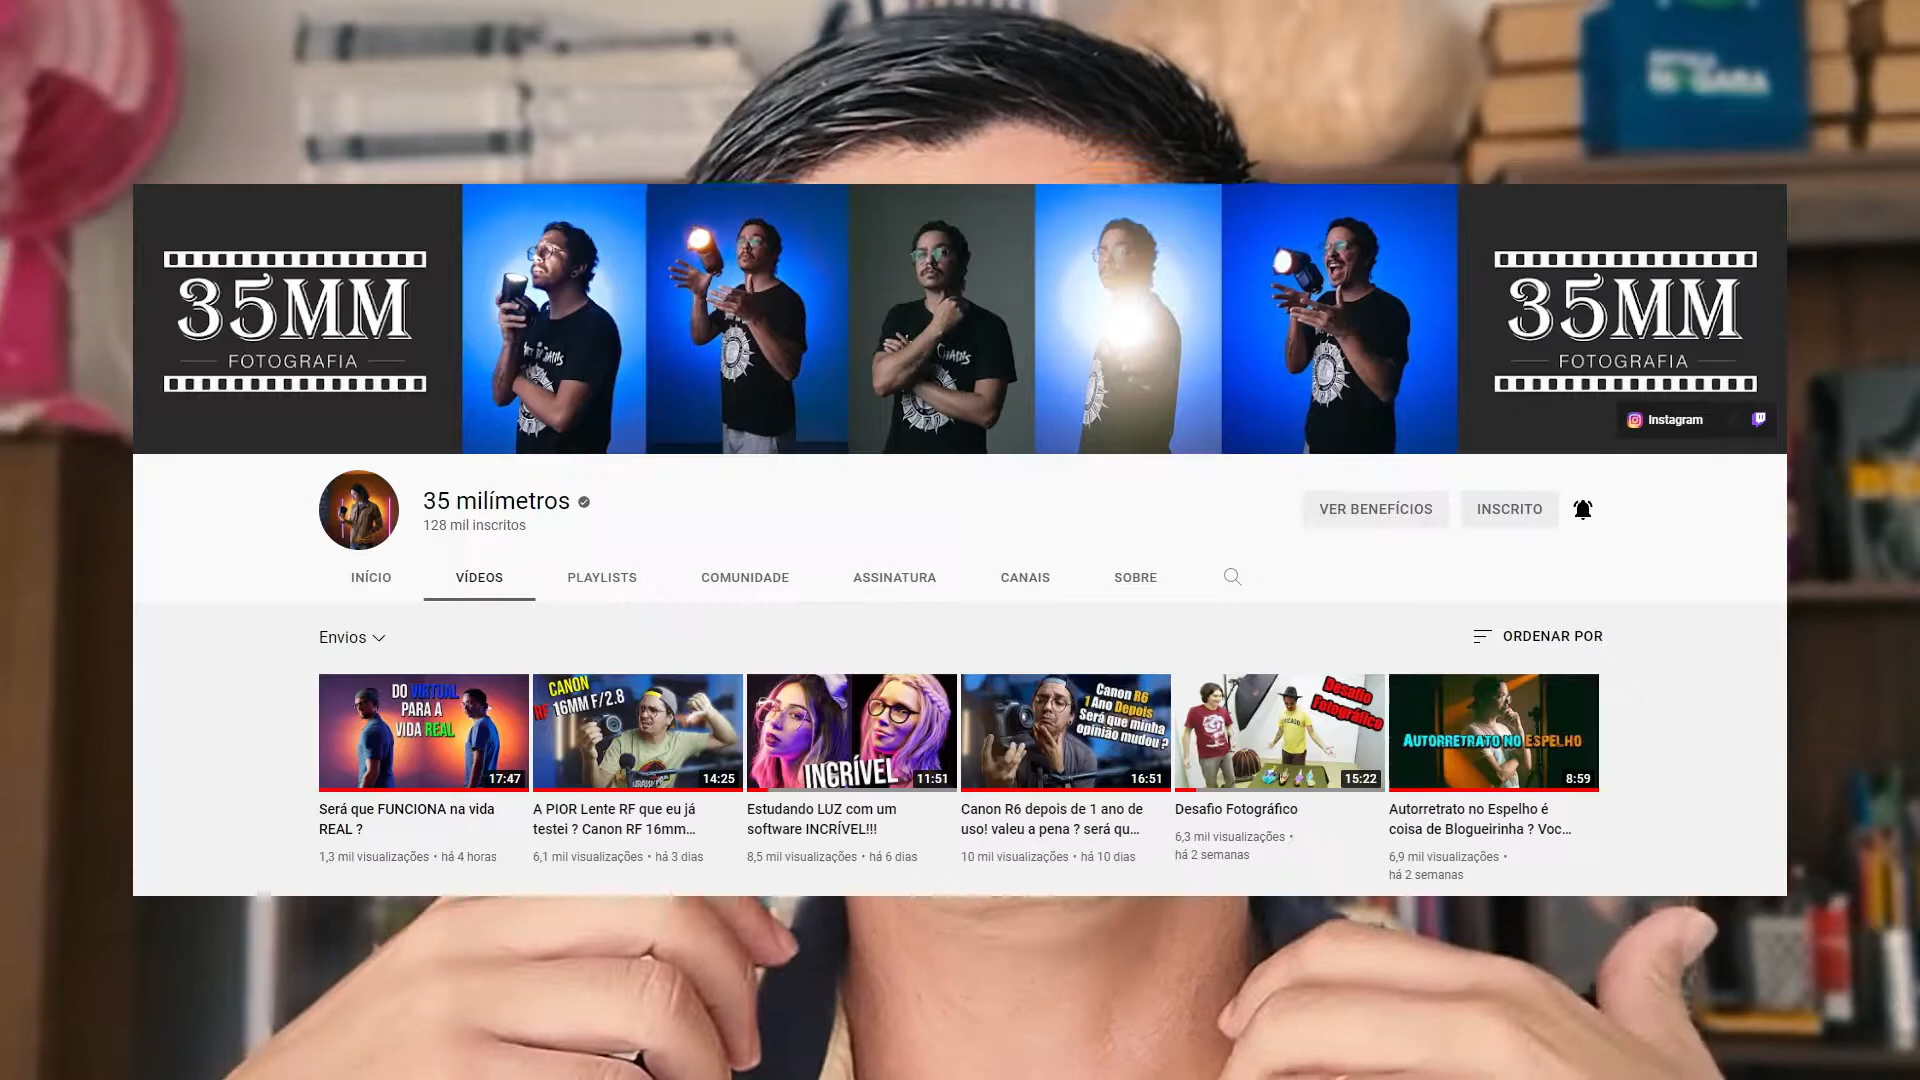 35MM
FOTOGRAFIA
35MM
FOTOGRAFIA
Instagram
35 milímetros
128 mil inscritos
VER BENEFÍCIOS
INSCRITO
INÍCIO
VÍDEOS
PLAYLISTS
COMUNIDADE
ASSINATURA
CANAIS
SOBRE
Envios
ORDENAR POR
DO VIRTUAL
PARA A
VIDA REAL
17:47
CANON
RF 16MM F/2.8
14:25
INCRÍVEL
11:51
Canon R6
1 Ano Depois
Será que minha
opinião mudou ?
16:51
Desafio
Fotográfico
15:22
AUTORRETRATO NO ESPELHO
8:59
Será que FUNCIONA na vida
REAL ?
1,3 mil visualizações • há 4 horas
A PIOR Lente RF que eu já
testei ? Canon RF 16mm...
6,1 mil visualizações • há 3 dias
Estudando LUZ com um
software INCRÍVEL!!!
8,5 mil visualizações • há 6 dias
Canon R6 depois de 1 ano de
uso! valeu a pena ? será qu...
10 mil visualizações • há 10 dias
Desafio Fotográfico
6,3 mil visualizações •
há 2 semanas
Autorretrato no Espelho é
coisa de Blogueirinha ? Voc...
6,9 mil visualizações •
há 2 semanas